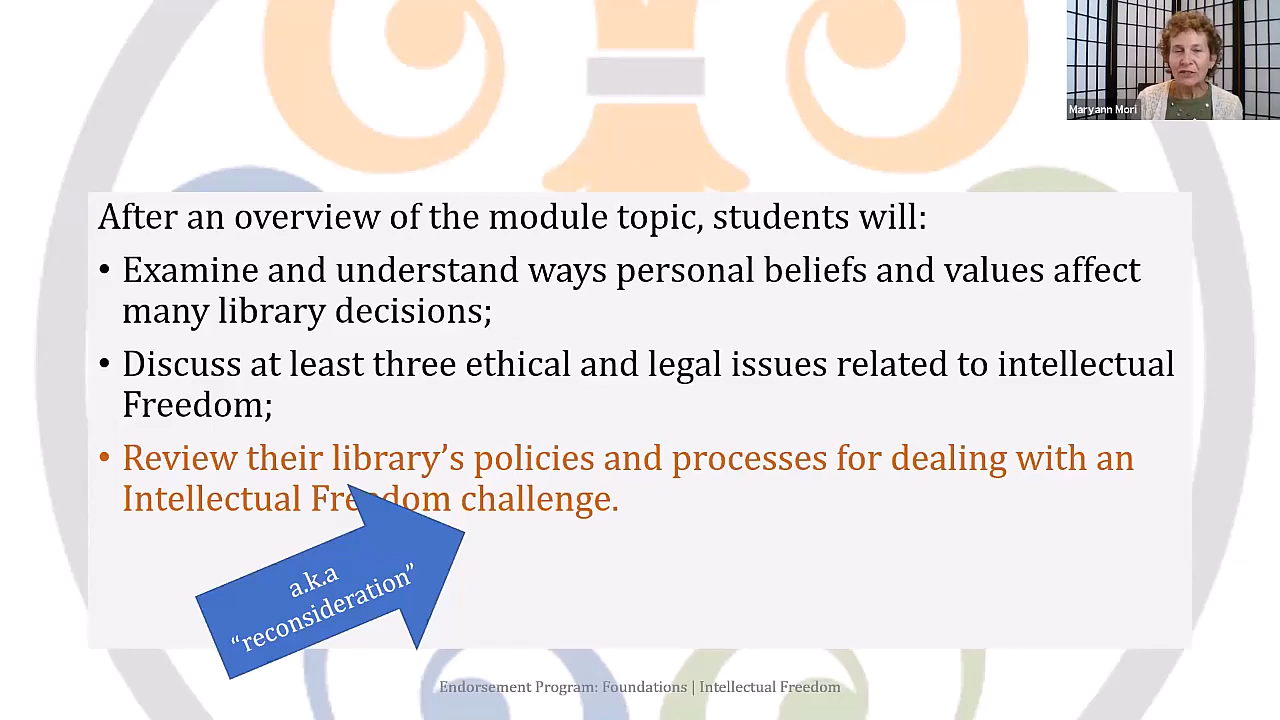 Maryann Mori
After an overview of the module topic, students will:
• Examine and understand ways personal beliefs and values affect
many library decisions;
• Discuss at least three ethical and legal issues related to intellectual
Freedom;
• Review their library’s policies and processes for dealing with an
Intellectual Freedom challenge.
a.k.a
“reconsideration”
Endorsement Program: Foundations | Intellectual Freedom